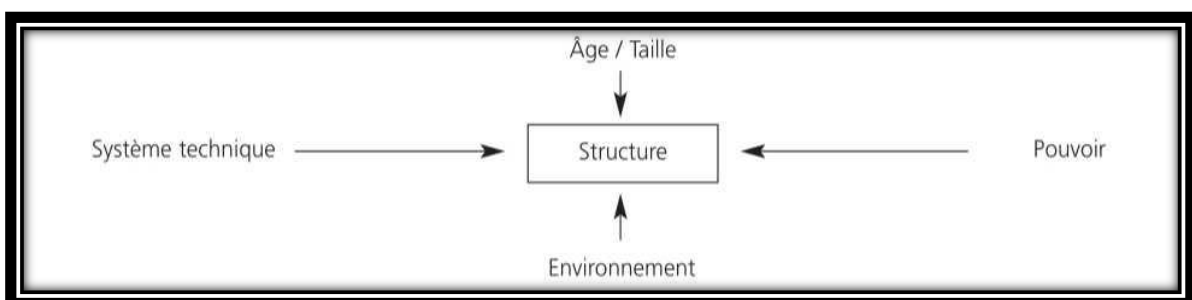 Âge / Taille
Système technique
Structure
Pouvoir
Environnement